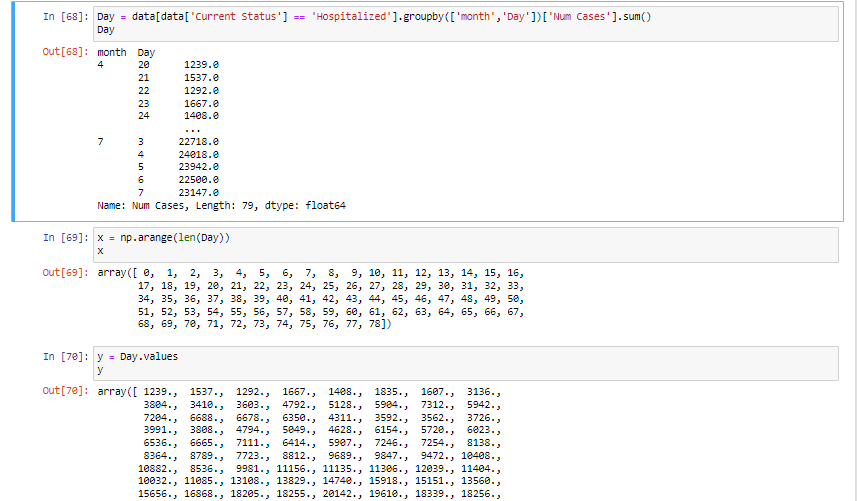 In [68]: Day = data[data['Current Status'] == 'Hospitalized'].groupby(['month','Day'])['Num Cases'].sum()
Day
Out[68]: month  Day
4      20      1239.0
21      1537.0
22      1292.0
23      1667.0
24      1408.0
...
7      3      22718.0
4      24018.0
5      23942.0
6      22500.0
7      23147.0
Name: Num Cases, Length: 79, dtype: float64
In [69]: x = np.arange(len(Day))
x
Out[69]: array([ 0,  1,  2,  3,  4,  5,  6,  7,  8,  9, 10, 11, 12, 13, 14, 15, 16,
17, 18, 19, 20, 21, 22, 23, 24, 25, 26, 27, 28, 29, 30, 31, 32, 33,
34, 35, 36, 37, 38, 39, 40, 41, 42, 43, 44, 45, 46, 47, 48, 49, 50,
51, 52, 53, 54, 55, 56, 57, 58, 59, 60, 61, 62, 63, 64, 65, 66, 67,
68, 69, 70, 71, 72, 73, 74, 75, 76, 77, 78])
In [70]: y = Day.values
y
Out[70]: array([ 1239.,  1537.,  1292.,  1667.,  1408.,  1835.,  1607.,  3136.,
3804.,  3410.,  3603.,  4792.,  5128.,  5904.,  7312.,  5942.,
7204.,  6688.,  6678.,  6350.,  4311.,  3592.,  3562.,  3726.,
3991.,  3808.,  4794.,  5049.,  4628.,  6154.,  5720.,  6023.,
6536.,  6665.,  7111.,  6414.,  5907.,  7246.,  7254.,  8138.,
8364.,  8789.,  7723.,  8812.,  9689.,  9847.,  9472., 10408.,
10882.,  8536.,  9981., 11156., 11135., 11306., 12039., 11404.,
10032., 11085., 13108., 13829., 14740., 15918., 15151., 13560.,
15656., 16868., 18205., 18255., 20142., 19610., 18339., 18256.,